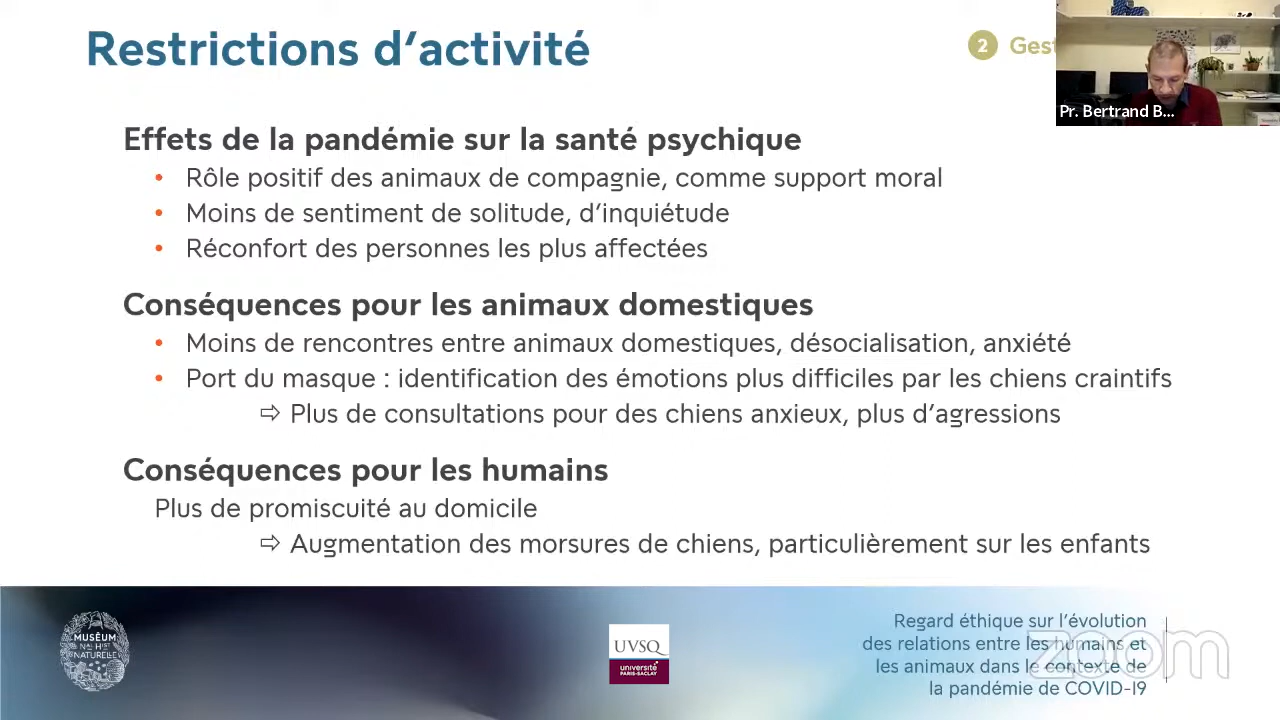 Restrictions d’activité
2 Gest
Pr. Bertrand B...
Effets de la pandémie sur la santé psychique
• Rôle positif des animaux de compagnie, comme support moral
• Moins de sentiment de solitude, d’inquiétude
• Réconfort des personnes les plus affectées
Conséquences pour les animaux domestiques
• Moins de rencontres entre animaux domestiques, désocialisation, anxiété
• Port du masque : identification des émotions plus difficiles par les chiens craintifs
⇨ Plus de consultations pour des chiens anxieux, plus d’agressions
Conséquences pour les humains
Plus de promiscuité au domicile
⇨ Augmentation des morsures de chiens, particulièrement sur les enfants
MUSÉUM
NAL HIST
NATURELLE
UVSQ
université
PARIS-SACLAY
Regard éthique sur l’évolution
des relations entre les humains et
les animaux dans le contexte de
la pandémie de COVID-19
zoom